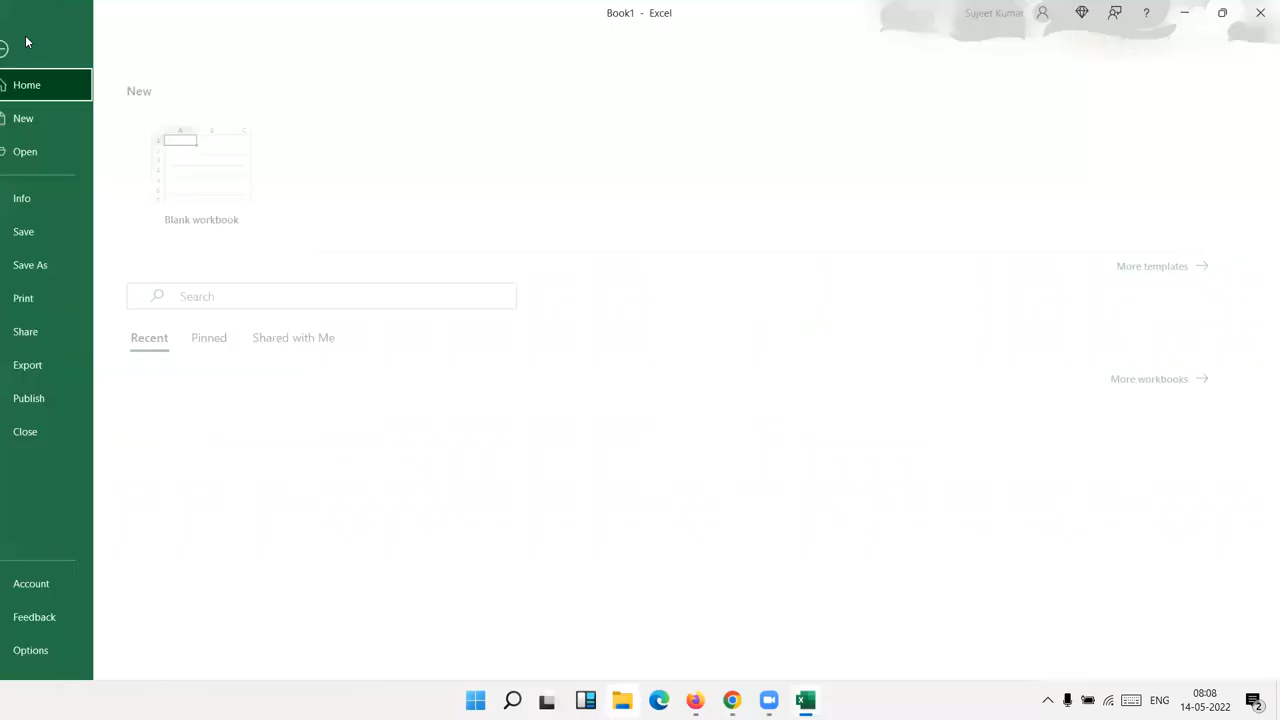 Book1 - Excel
Sujeet Kumar
Home
New
Open
Info
Save
Save As
Print
Share
Export
Publish
Close
Account
Feedback
Options
New
Blank workbook
More templates
Search
Recent Pinned Shared with Me
More workbooks
ENG
08:08
14-05-2022
2